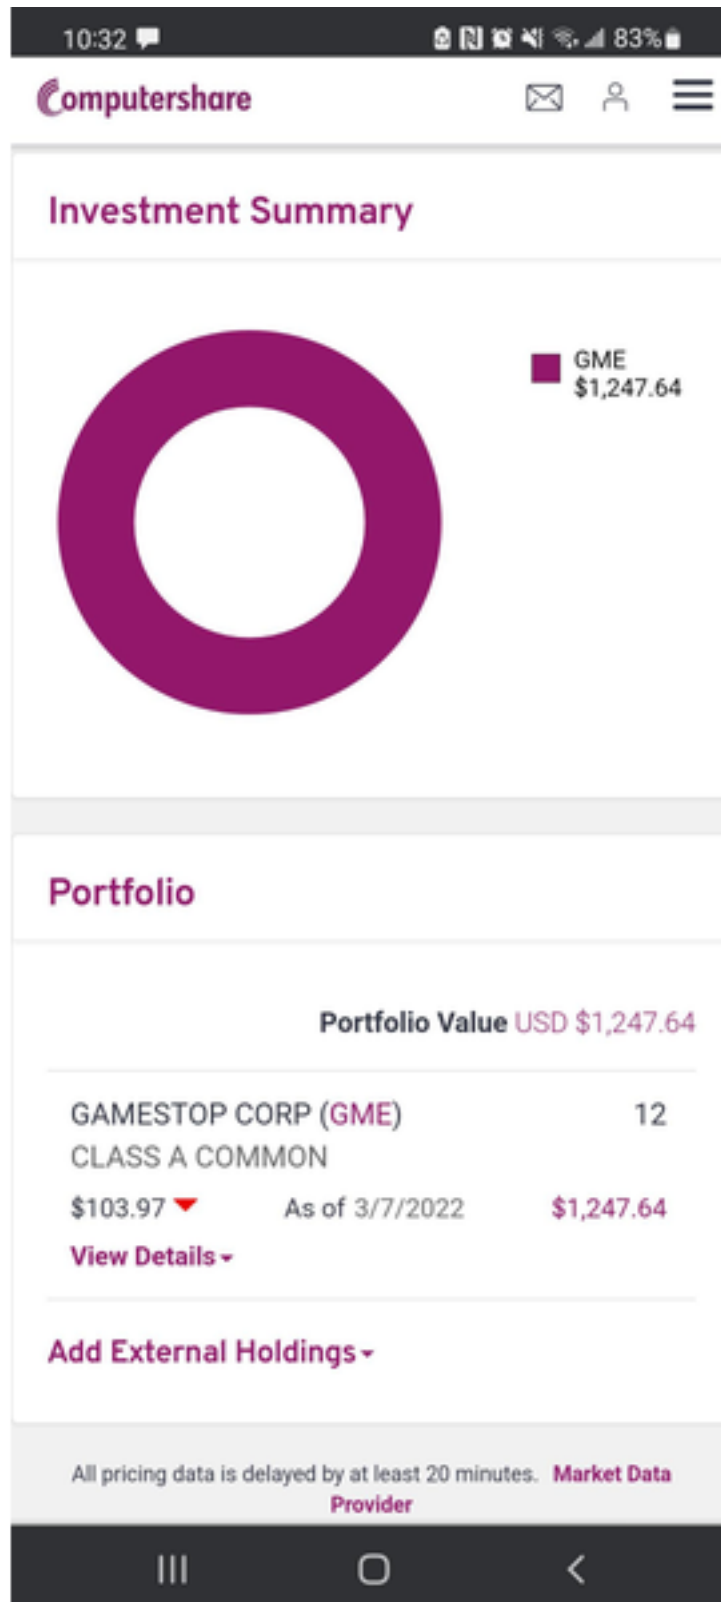 10:32
83%
Computershare
Investment Summary
GME
$1,247.64
Portfolio
Portfolio Value USD $1,247.64
GAMESTOP CORP (GME) 12
CLASS A COMMON
$103.97 As of 3/7/2022 $1,247.64
View Details
Add External Holdings
All pricing data is delayed by at least 20 minutes. Market Data
Provider